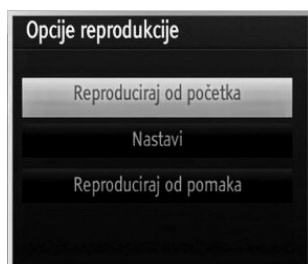 Opcije reprodukcije
Reproduciraj od početka
Nastavi
Reproduciraj od pomaka